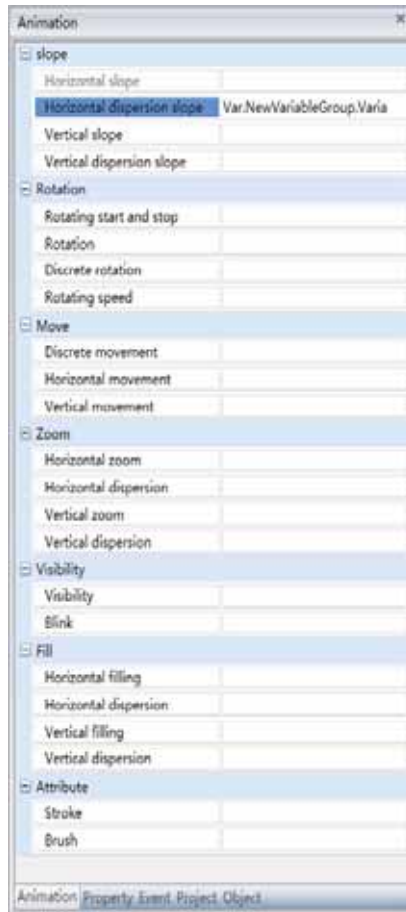 Animation ×
slope
Horizontal slope
Horizontal dispersion slope Var.NewVariableGroup.Varia
Vertical slope
Vertical dispersion slope
Rotation
Rotating start and stop
Rotation
Discrete rotation
Rotating speed
Move
Discrete movement
Horizontal movement
Vertical movement
Zoom
Horizontal zoom
Horizontal dispersion
Vertical zoom
Vertical dispersion
Visibility
Visibility
Blink
Fill
Horizontal filling
Horizontal dispersion
Vertical filling
Vertical dispersion
Attribute
Stroke
Brush
Animation Property Event Project Object